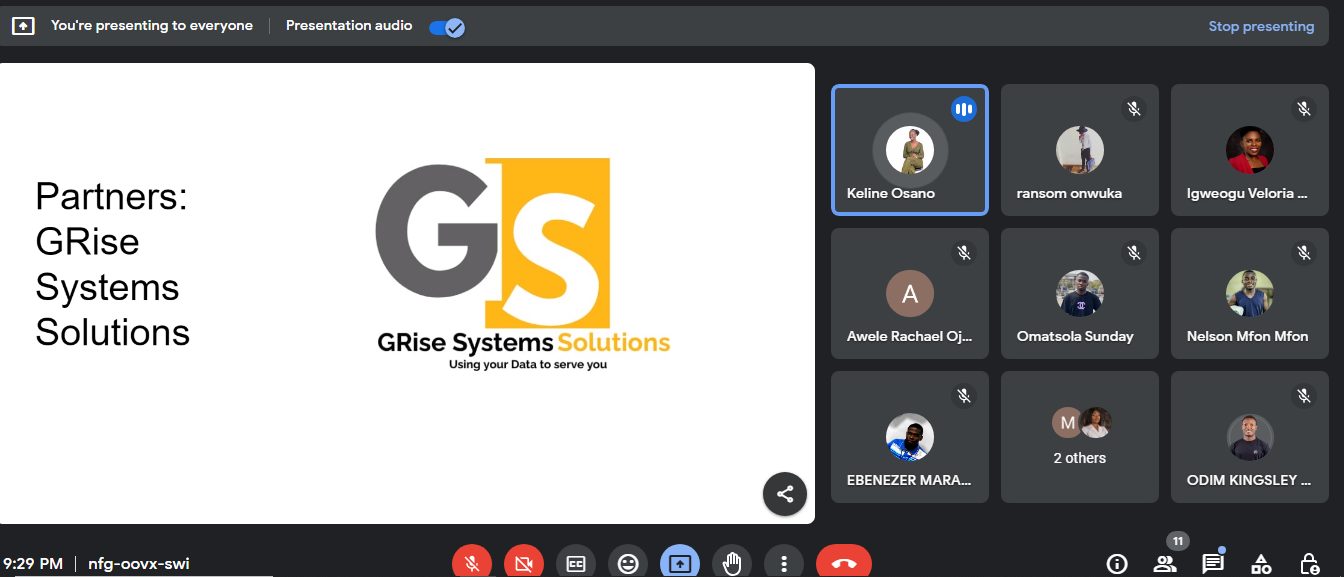 You're presenting to everyone
Presentation audio
Stop presenting
Partners:
GRise
Systems
Solutions
GS
GRise Systems Solutions
Using your Data to serve you
Keline Osano
ransom onwuka
Igweogu Veloria ...
A
Awele Rachael Oj...
Omatsola Sunday
Nelson Mfon Mfon
EBENEZER MARA...
M
2 others
ODIM KINGSLEY ...
9:29 PM | nfg-oovx-swi
CC
11